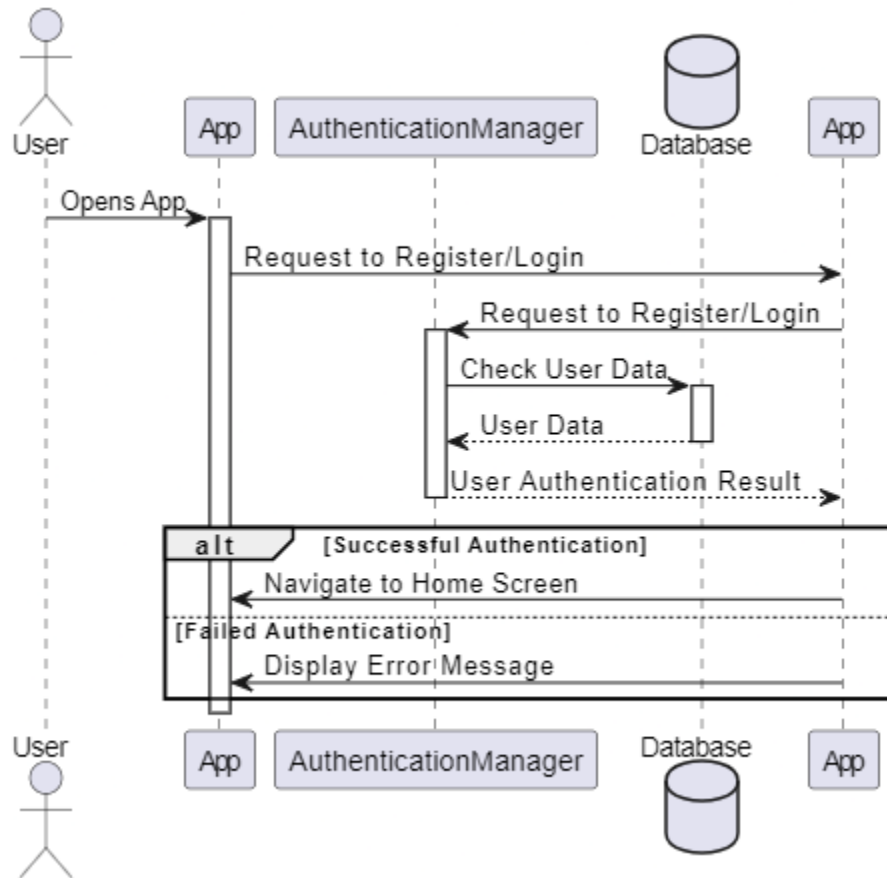 User
App
AuthenticationManager
Database
App
Opens App
Request to Register/Login
Request to Register/Login
Check User Data
User Data
User Authentication Result
alt
[Successful Authentication]
Navigate to Home Screen
[Failed Authentication]
Display Error Message
User
App
AuthenticationManager
Database
App